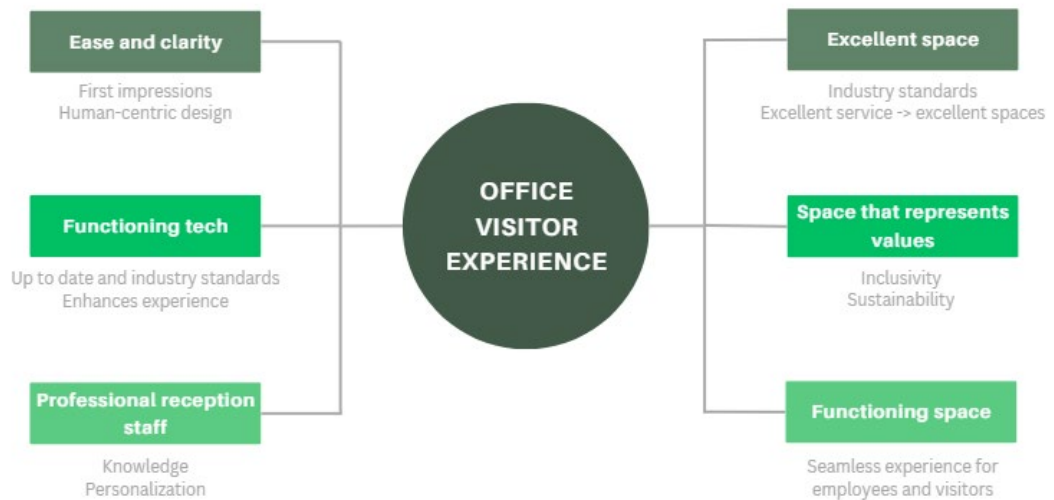 Ease and clarity
First impressions
Human-centric design
Functioning tech
Up to date and industry standards
Enhances experience
Professional reception
staff
Knowledge
Personalization
OFFICE
VISITOR
EXPERIENCE
Excellent space
Industry standards
Excellent service -> excellent spaces
Space that represents
values
Inclusivity
Sustainability
Functioning space
Seamless experience for
employees and visitors